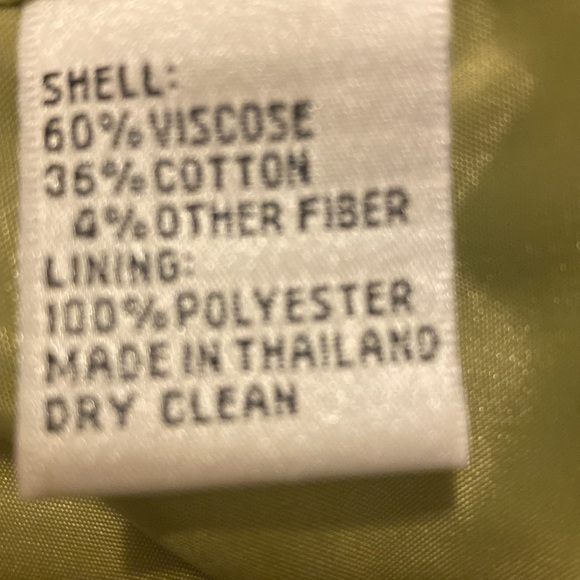 SHELL:
60% VISCOSE
36% COTTON
4% OTHER FIBER
LINING:
100% POLYESTER
MADE IN THAILAND
DRY CLEAN